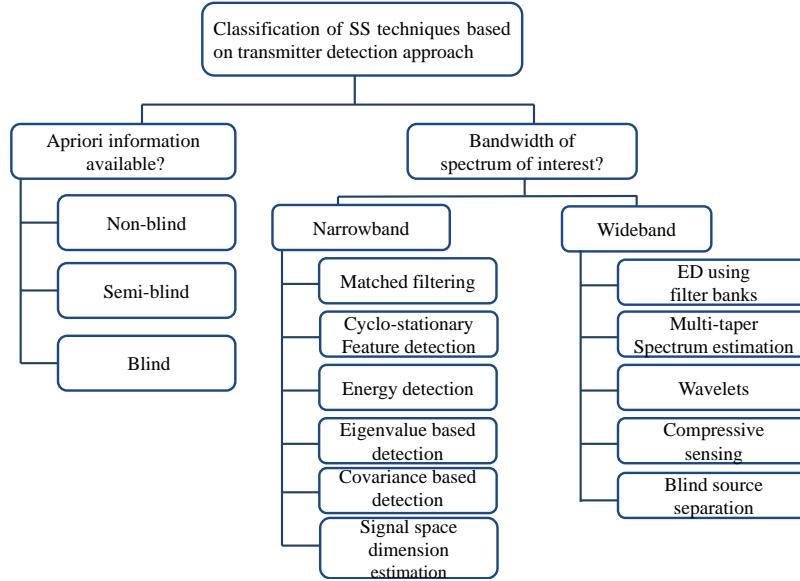 Classification of SS techniques based
on transmitter detection approach
Apriori information
available?
Non-blind
Semi-blind
Blind
Bandwidth of
spectrum of interest?
Narrowband
Matched filtering
Cyclo-stationary
Feature detection
Energy detection
Eigenvalue based
detection
Covariance based
detection
Signal space
dimension
estimation
Wideband
ED using
filter banks
Multi-taper
Spectrum estimation
Wavelets
Compressive
sensing
Blind source
separation